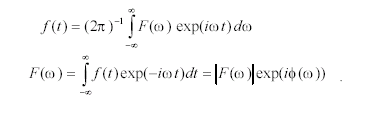 f(t) = (2π)⁻¹ ∫_{-∞}^{∞} F(ω) exp(iωt) dω
F(ω) = ∫_{-∞}^{∞} f(t) exp(-iωt) dt = |F(ω)| exp(iϕ(ω)) .